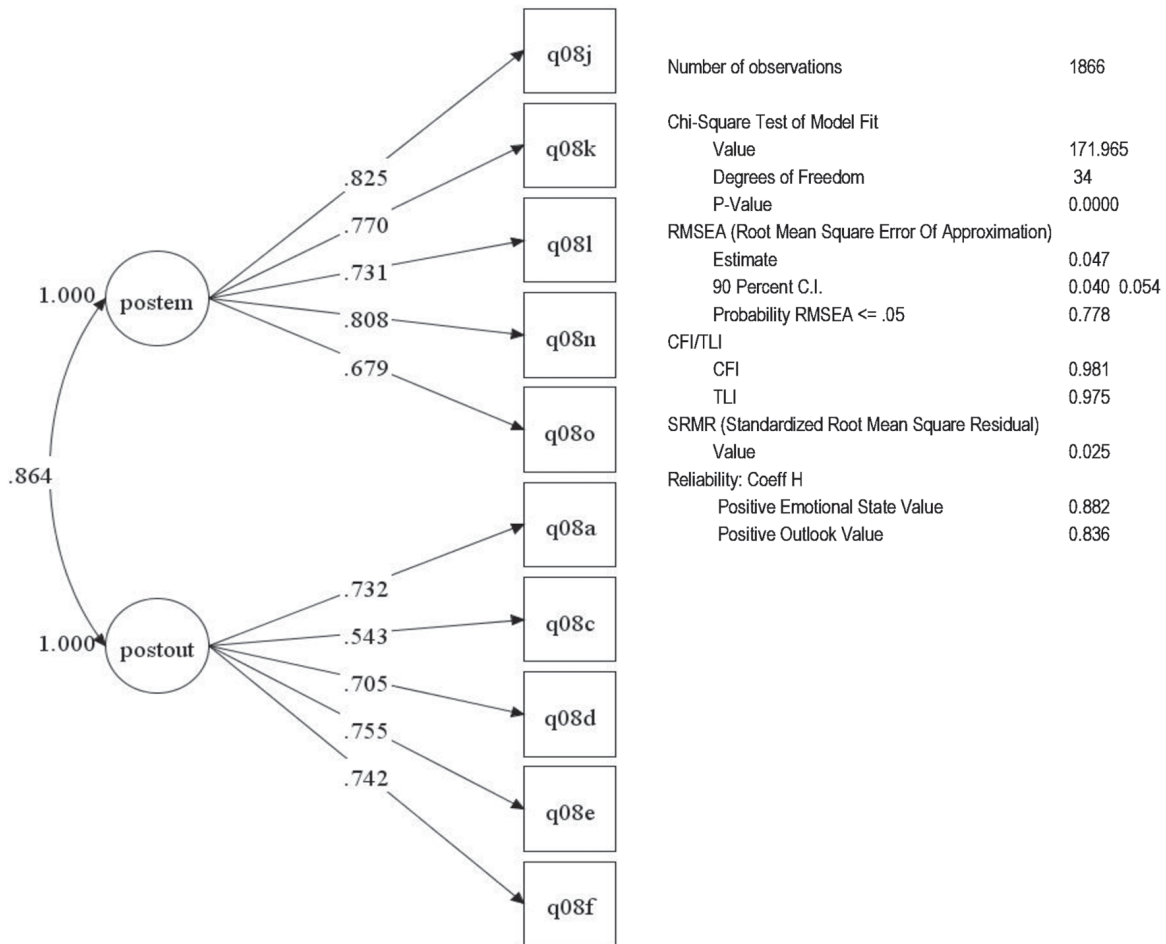 q08j
q08k
q08l
q08n
q08o
q08a
q08c
q08d
q08e
q08f
.825
.770
.731
.808
.679
1.000
postem
.864
1.000
postout
.732
.543
.705
.755
.742
Number of observations 1866
Chi-Square Test of Model Fit
Value 171.965
Degrees of Freedom 34
P-Value 0.0000
RMSEA (Root Mean Square Error Of Approximation)
Estimate 0.047
90 Percent C.I. 0.040 0.054
Probability RMSEA <= .05 0.778
CFI/TLI
CFI 0.981
TLI 0.975
SRMR (Standardized Root Mean Square Residual)
Value 0.025
Reliability: Coeff H
Positive Emotional State Value 0.882
Positive Outlook Value 0.836